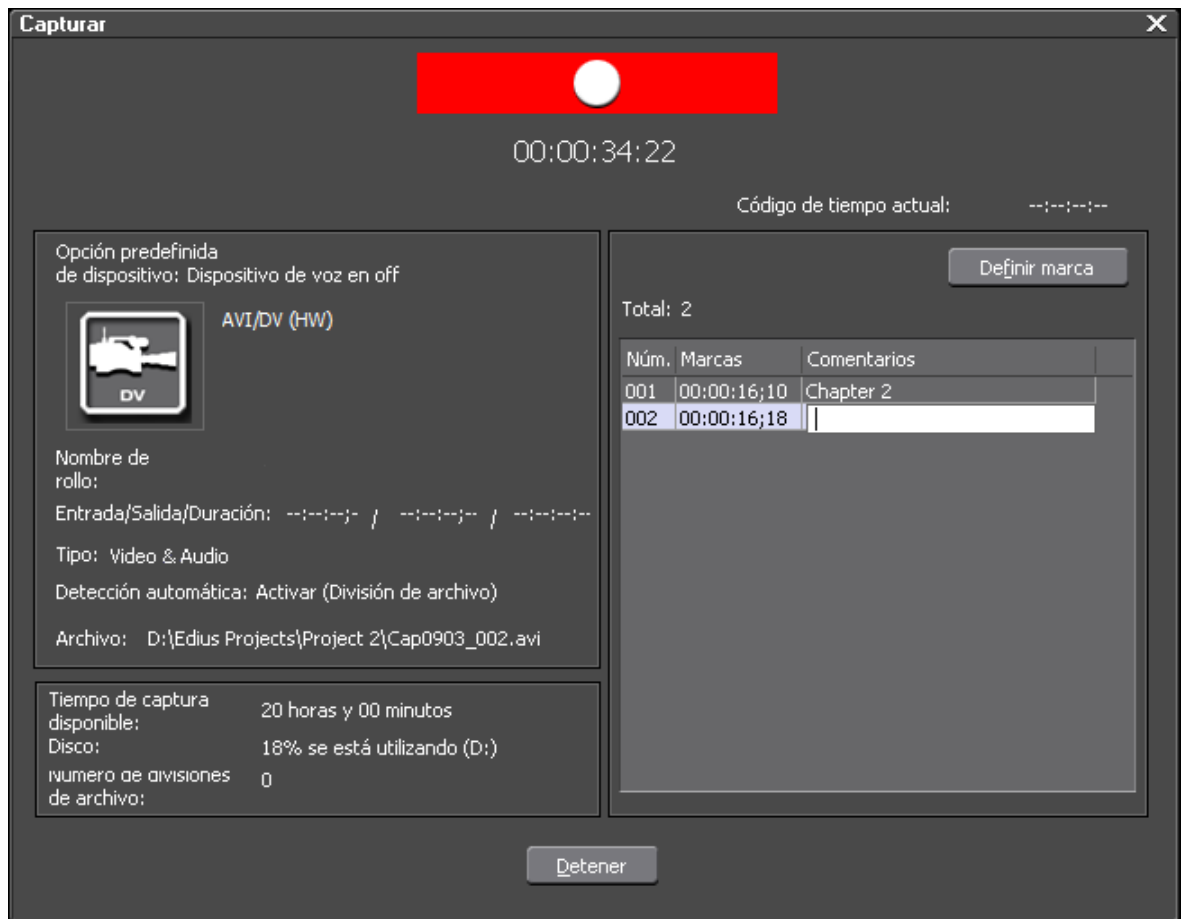 Capturar
00:00:34:22
Código de tiempo actual: --:--:--:--
Opción predefinida
de dispositivo: Dispositivo de voz en off
AVI/DV (HW)
DV
Nombre de
rollo:
Entrada/Salida/Duración: --:--:--;- / --:--:--;-- / --:--:--:--
Tipo: Video & Audio
Detección automática: Activar (División de archivo)
Archivo: D:\Edius Projects\Project 2\Cap0903_002.avi
Tiempo de captura
disponible: 20 horas y 00 minutos
Disco: 18% se está utilizando (D:)
Número de divisiones
de archivo: 0
Definir marca
Total: 2
Núm. Marcas Comentarios
001 00:00:16;10 Chapter 2
002 00:00:16;18
Detener